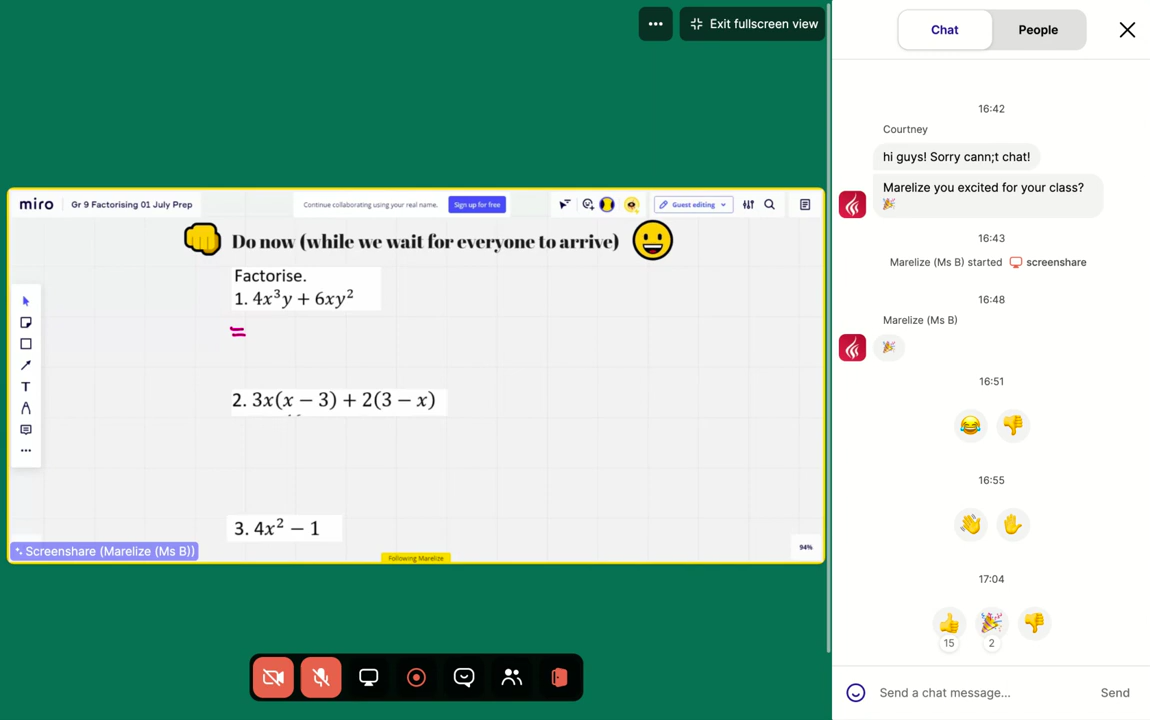 Exit fullscreen view
Chat
People
16:42
Courtney
hi guys! Sorry cann;t chat!
Marelize you excited for your class?
16:43
Marelize (Ms B) started screenshare
16:48
Marelize (Ms B)
16:51
16:55
17:04
15
2
Send a chat message...
Send
miro
Gr 9 Factorising 01 July Prep
Continue collaborating using your real name.
Sign up for free
Guest editing
Do now (while we wait for everyone to arrive)
Factorise.
1. 4x³y + 6xy²
=
2. 3x(x − 3) + 2(3 − x)
3. 4x² − 1
T
Screenshare (Marelize (Ms B))
Following Marelize
94%